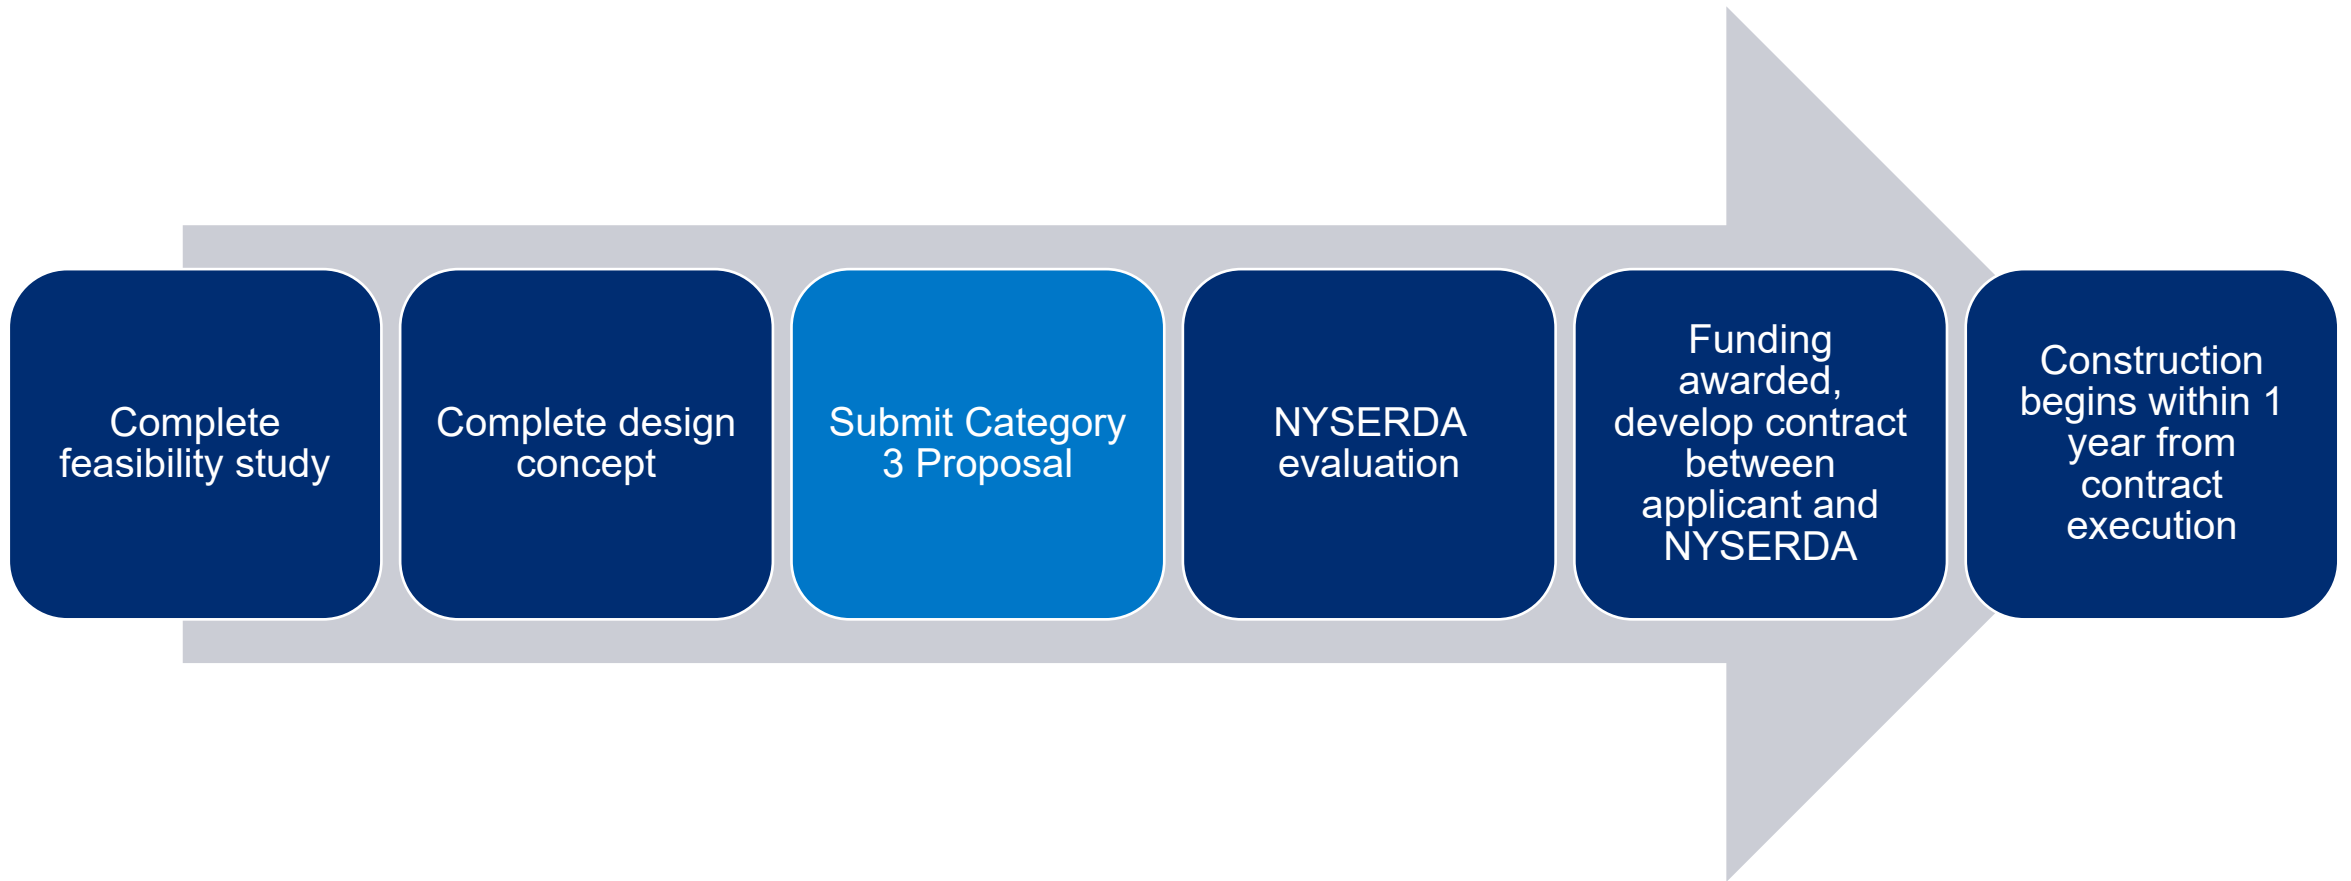 Complete
feasibility study
Complete design
concept
Submit Category
3 Proposal
NYSERDA
evaluation
Funding
awarded,
develop contract
between
applicant and
NYSERDA
Construction
begins within 1
year from
contract
execution